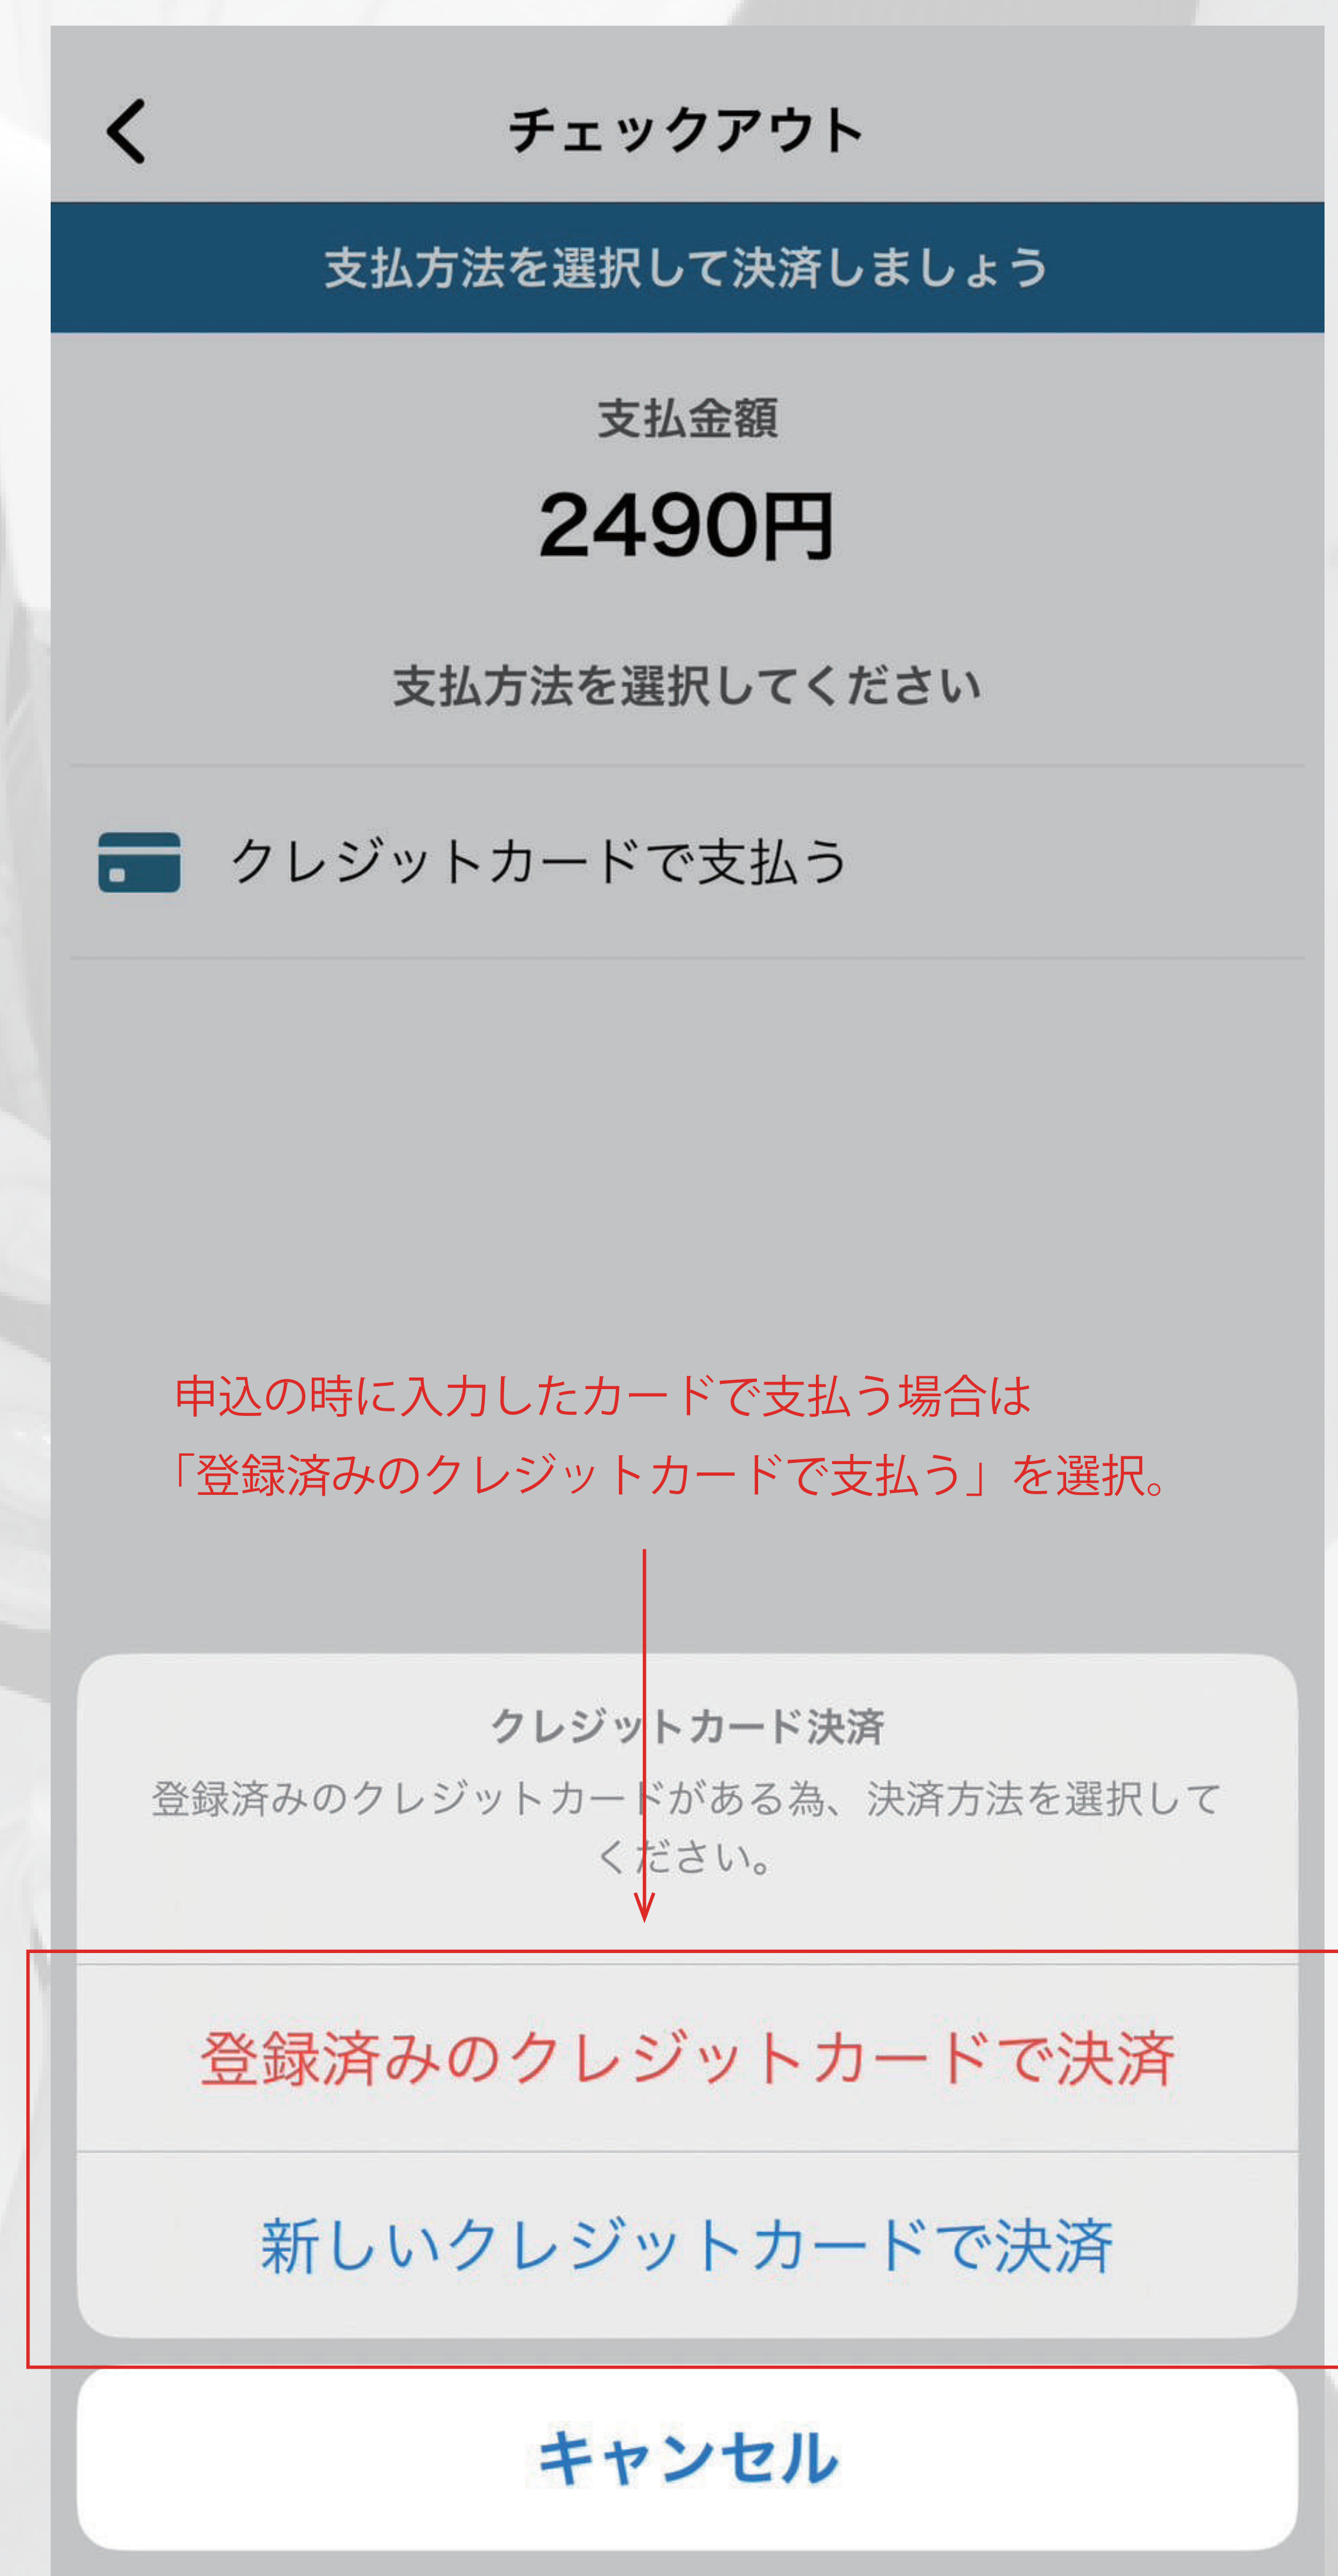 チェックアウト
支払方法を選択して決済しましょう
支払金額
2490円
支払方法を選択してください
クレジットカードで支払う
申込の時に入力したカードで支払う場合は
「登録済みのクレジットカードで支払う」を選択。
クレジットカード決済
登録済みのクレジットカードがある為、決済方法を選択して
ください。
登録済みのクレジットカードで決済
新しいクレジットカードで決済
キャンセル